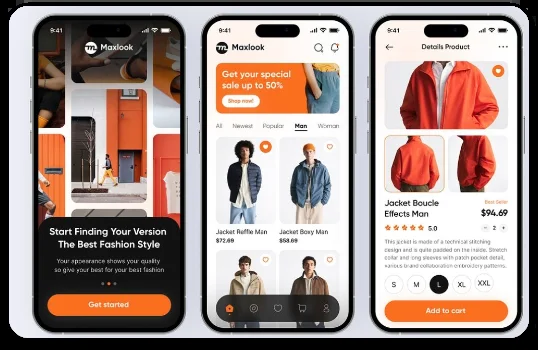 9:41
Maxlook
Start Finding Your Version
The Best Fashion Style
Your appearance shows your quality
so give your best for your best fashion
Get started
9:41
Maxlook
Get your special
sale up to 50%
Shop now!
All Newest Popular Man Woman
Jacket Reffle Man
$72.69
Jacket Boxy Man
$58.69
9:41
Details Product
Jacket Boucle
Effects Man
Best Seller
$94.69
5.0
- 2 +
This jacket is made of a technical stitching
design and is quite padded on the inside. Stretch
collar and long sleeves with patch pocket detail,
various brand collaboration embroidery patterns.
S M L XL XXL
Add to cart